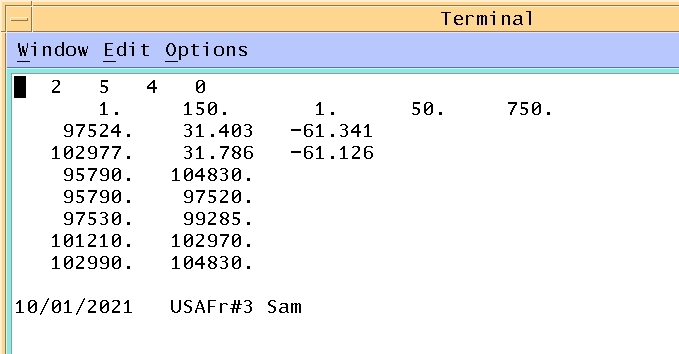 Terminal
Window Edit Options
2 5 4 0
1. 150. 1. 50. 750.
97524. 31.403 -61.341
102977. 31.786 -61.126
95790. 104830.
95790. 97520.
97530. 99285.
101210. 102970.
102990. 104830.
10/01/2021 USAFr#3 Sam